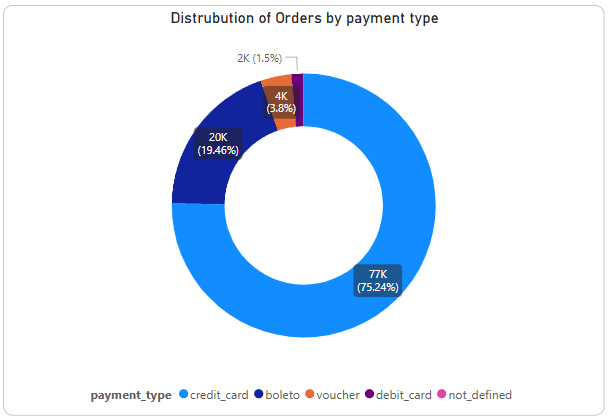 Distrubution of Orders by payment type
2K (1.5%)
4K
(3.8%)
20K
(19.46%)
77K
(75.24%)
payment_type credit_card boleto voucher debit_card not_defined